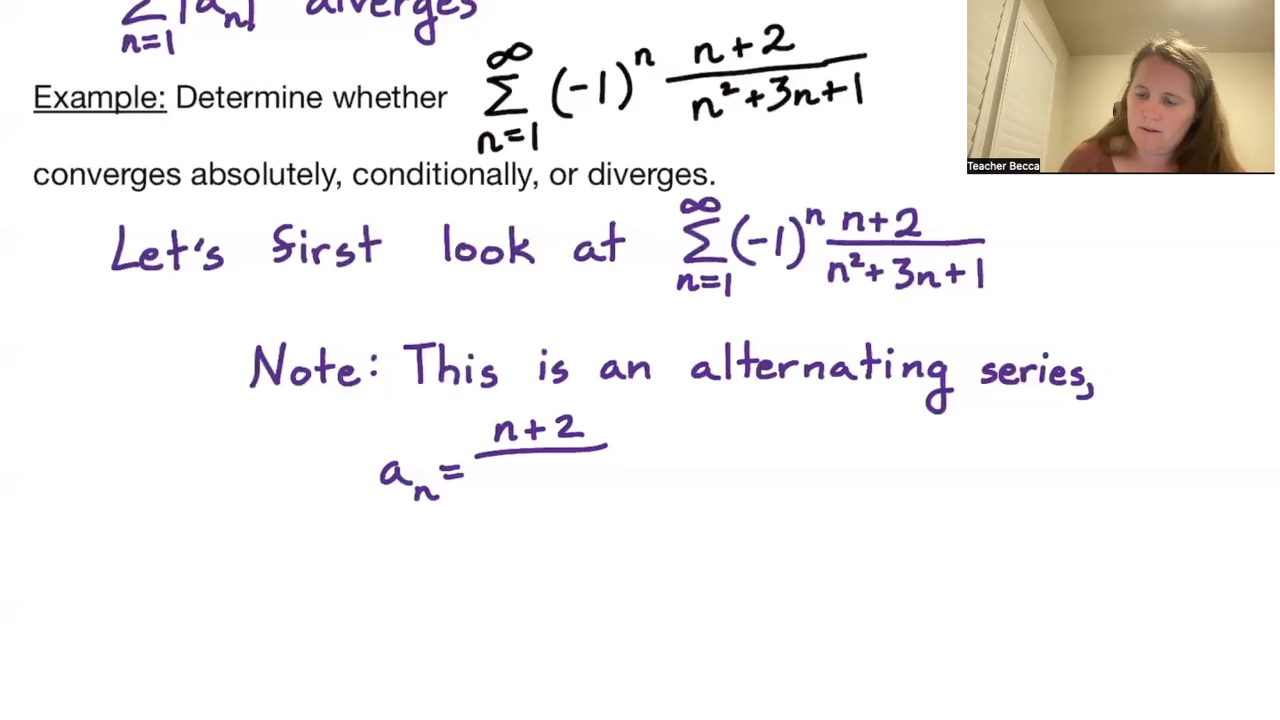 ∑ |aₙ| diverges
n=1
Example: Determine whether ∞∑n=1 (-1)ⁿ (n+2)/(n²+3n+1)
converges absolutely, conditionally, or diverges.
Let's first look at ∞∑n=1 (-1)ⁿ (n+2)/(n²+3n+1)
Note: This is an alternating series,
aₙ = n+2
Teacher Becca